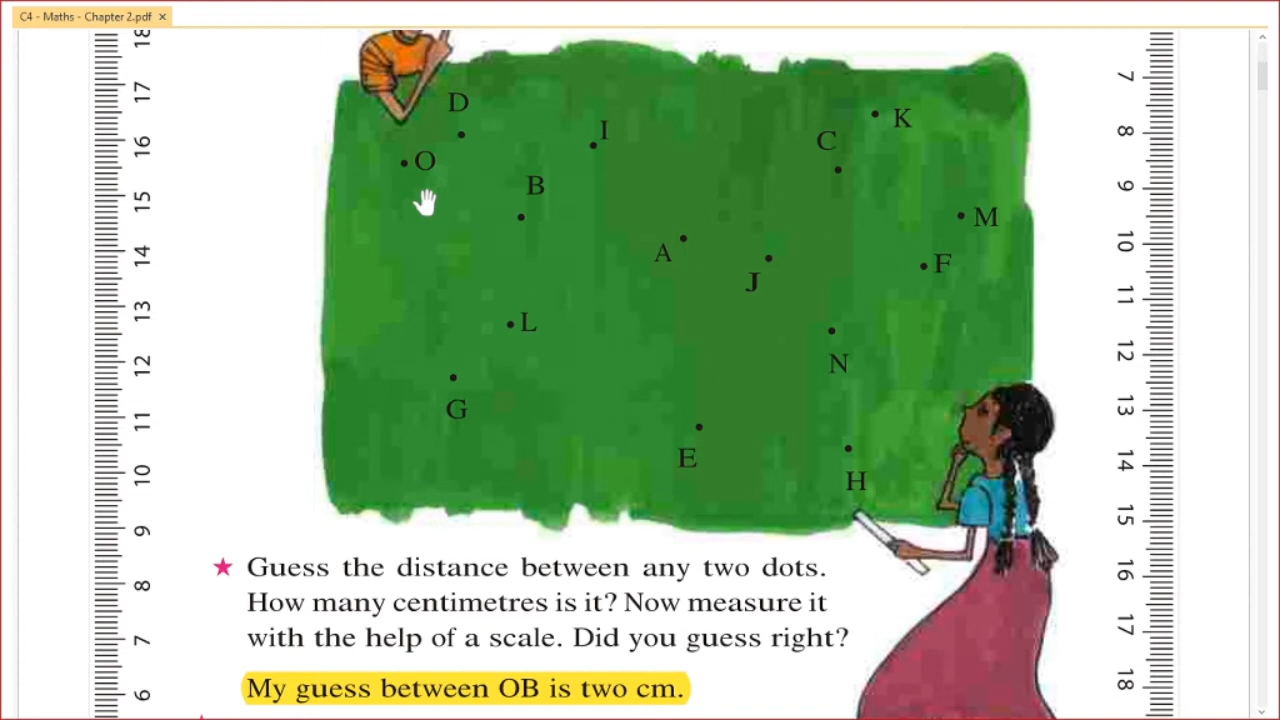 C4 - Maths - Chapter 2.pdf ×
18
17
16
15
14
13
12
11
10
9
8
7
6
D
O
I
B
A
J
C
K
M
F
L
N
G
E
H
7
8
9
10
11
12
13
14
15
16
17
18
★ Guess the distance between any two dots.
How many centimetres is it? Now measure it
with the help of a scale. Did you guess right?
My guess between OB is two cm.